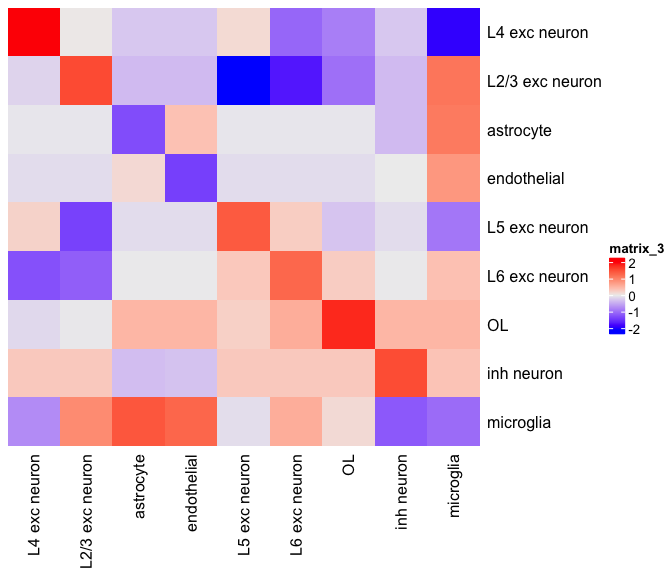 L4 exc neuron
L2/3 exc neuron
astrocyte
endothelial
L5 exc neuron
L6 exc neuron
OL
inh neuron
microglia
matrix_3
2
1
0
-1
-2
L4 exc neuron
L2/3 exc neuron
astrocyte
endothelial
L5 exc neuron
L6 exc neuron
OL
inh neuron
microglia